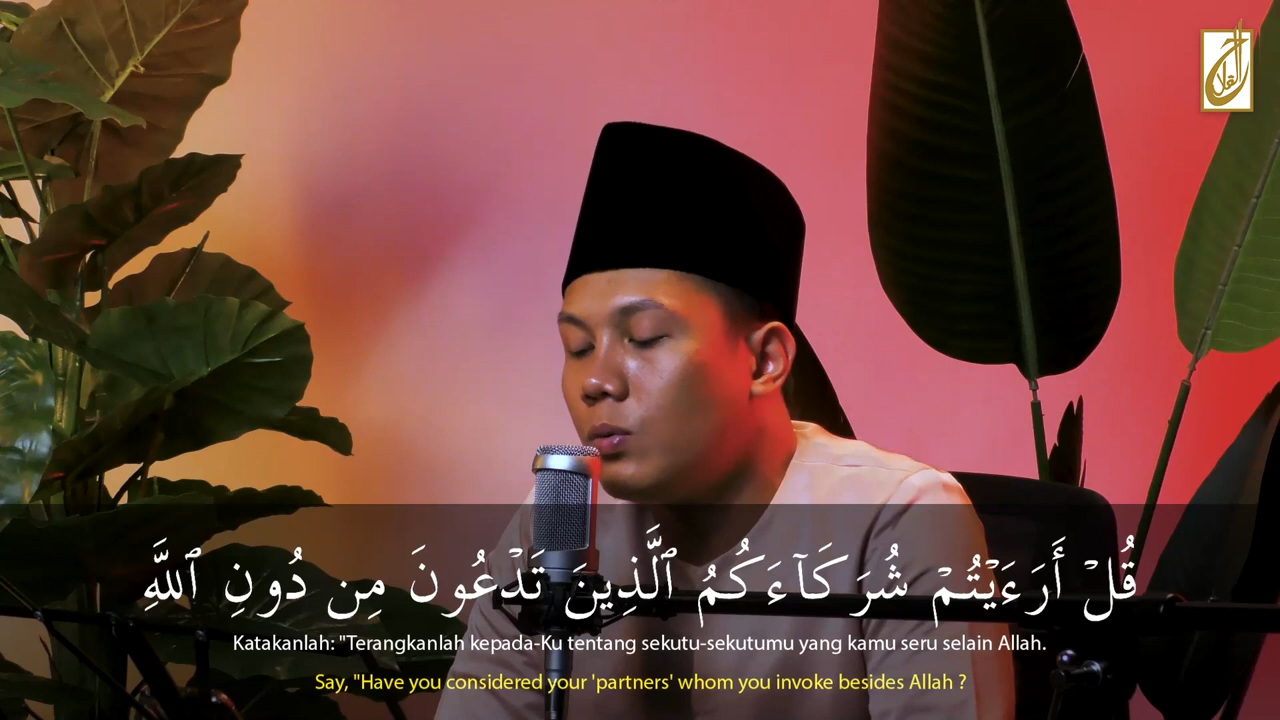 الفلاح
قُلْ أَرَءَيْتُمْ شُرَكَآءَكُمُ ٱلَّذِينَ تَدْعُونَ مِن دُونِ ٱللَّهِ
Katakanlah: "Terangkanlah kepada-Ku tentang sekutu-sekutumu yang kamu seru selain Allah.
Say, "Have you considered your 'partners' whom you invoke besides Allah ?